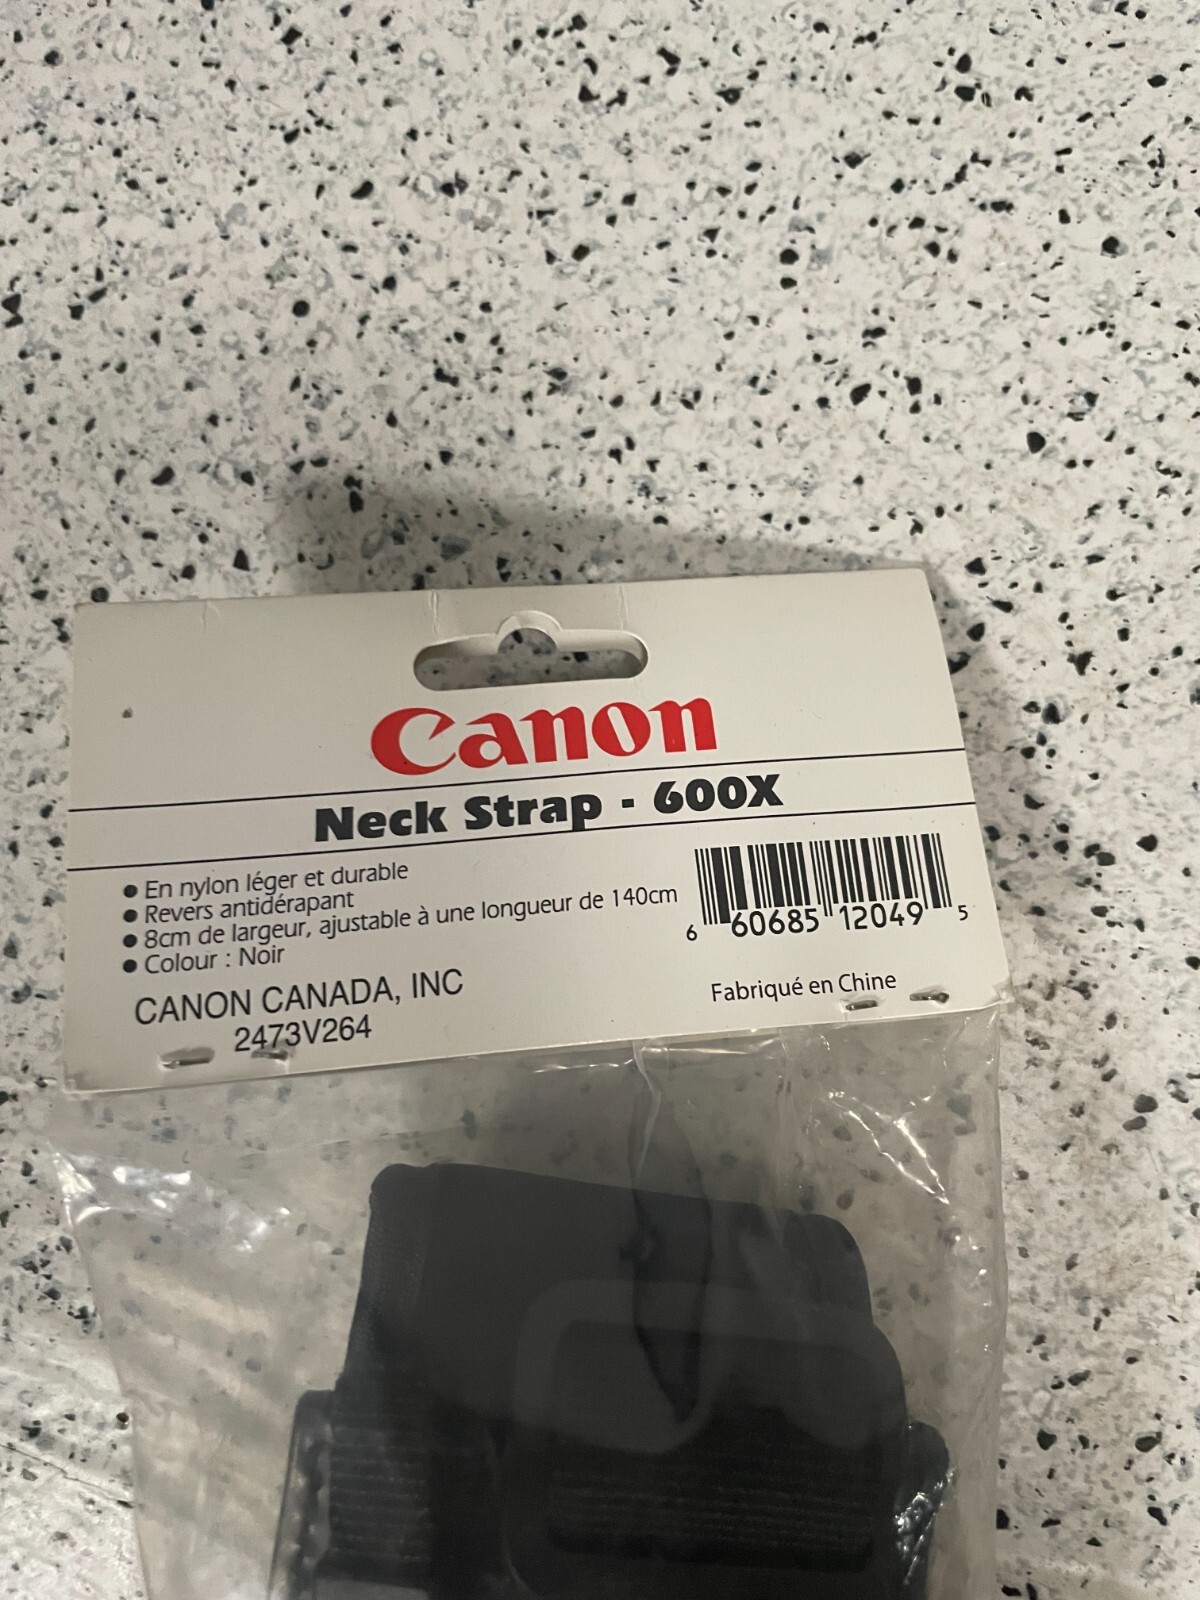 Canon
Neck Strap - 600X
● En nylon léger et durable
● Revers antidérapant
● 8cm de largeur, ajustable à une longueur de 140cm
● Colour : Noir
6 60685 12049 5
CANON CANADA, INC
2473V264
Fabriqué en Chine